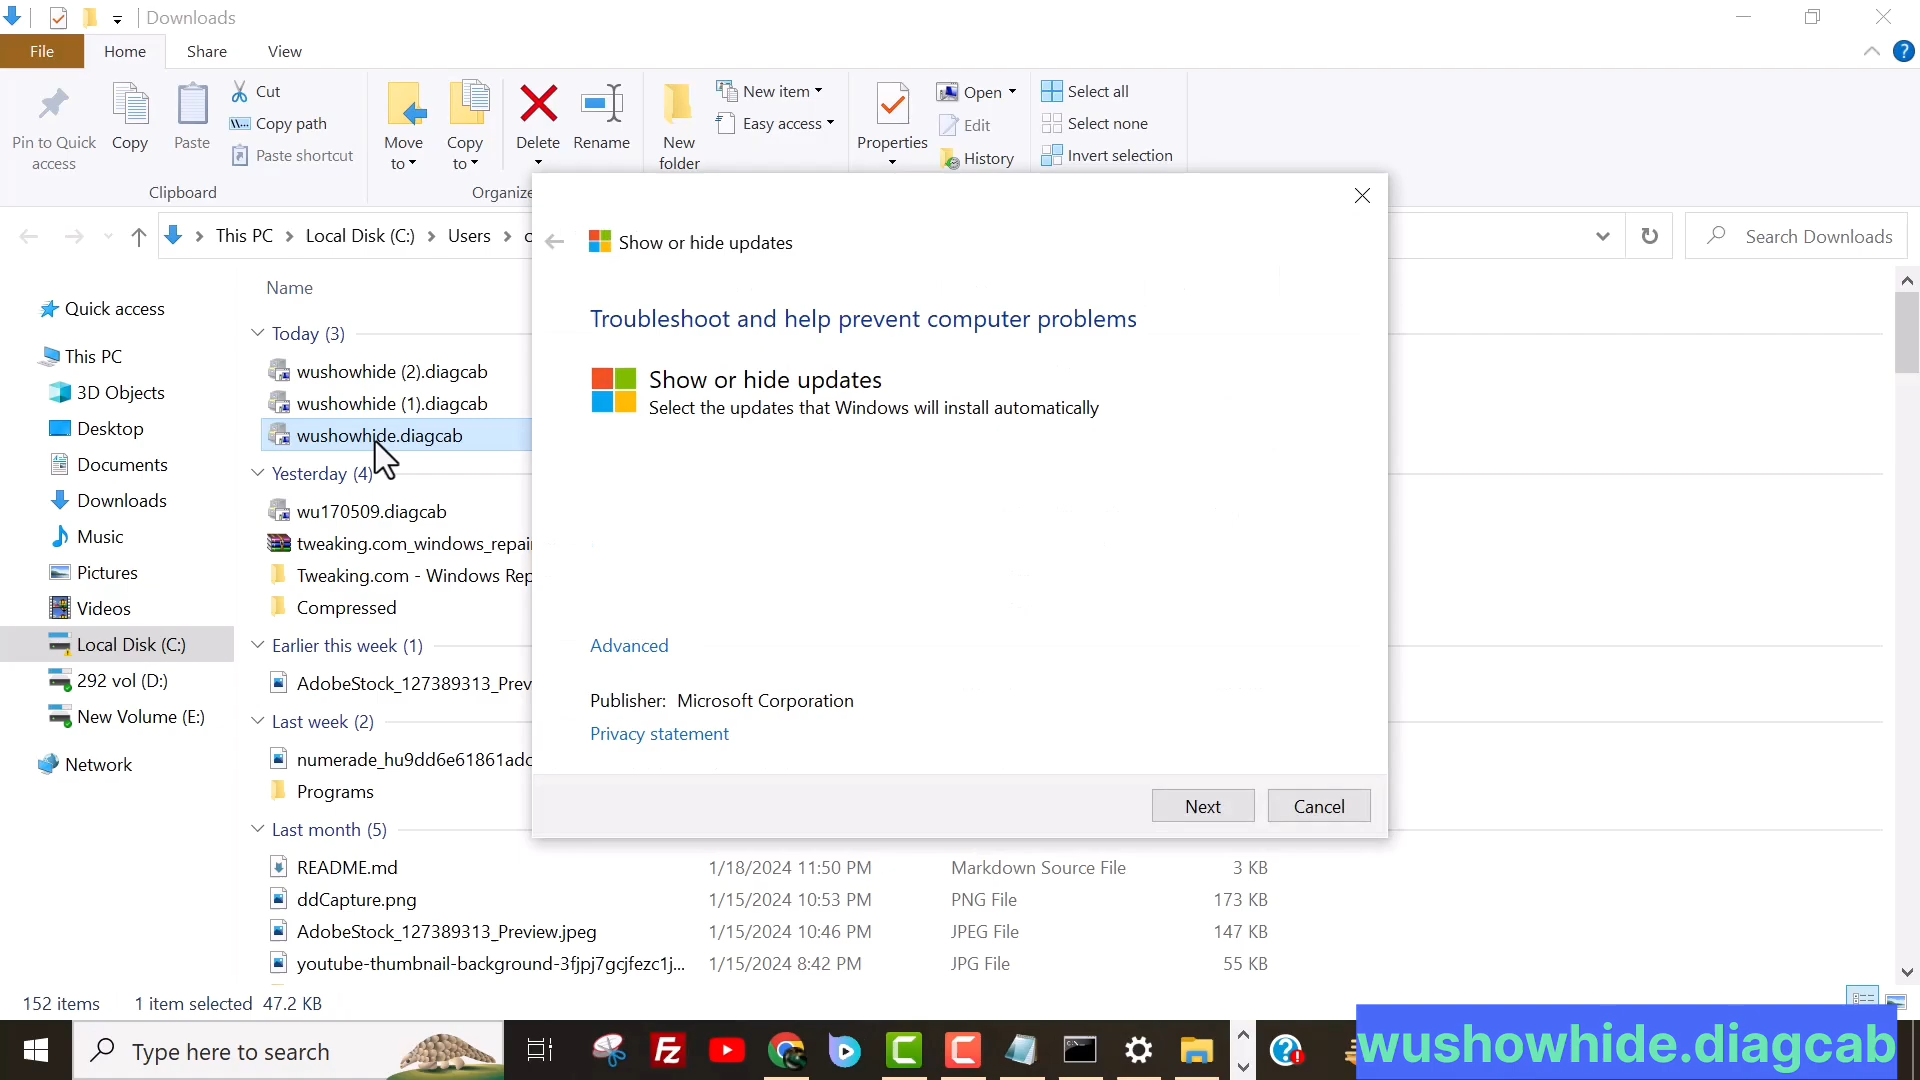 Downloads
File
Home
Share
View
Pin to Quick access
Copy
Paste
Cut
Copy path
Paste shortcut
Clipboard
Move to
Copy to
Delete
Rename
Organize
New folder
New item
Easy access
Properties
Open
Edit
History
Select all
Select none
Invert selection
This PC
Local Disk (C:)
Users
Search Downloads
Quick access
This PC
3D Objects
Desktop
Documents
Downloads
Music
Pictures
Videos
Local Disk (C:)
292 vol (D:)
New Volume (E:)
Network
Name
Today (3)
wushowhide (2).diagcab
wushowhide (1).diagcab
wushowhide.diagcab
Yesterday (4)
wu170509.diagcab
tweaking.com_windows_repair
Tweaking.com - Windows Rep
Compressed
Earlier this week (1)
AdobeStock_127389313_Prev
Last week (2)
numerade_hu9dd6e61861adc
Programs
Last month (5)
README.md 1/18/2024 11:50 PM Markdown Source File 3 KB
ddCapture.png 1/15/2024 10:53 PM PNG File 173 KB
AdobeStock_127389313_Preview.jpeg 1/15/2024 10:46 PM JPEG File 147 KB
youtube-thumbnail-background-3fjpj7gcjfezc1j... 1/15/2024 8:42 PM JPG File 55 KB
Show or hide updates
Troubleshoot and help prevent computer problems
Show or hide updates
Select the updates that Windows will install automatically
Advanced
Publisher: Microsoft Corporation
Privacy statement
Next
Cancel
152 items 1 item selected 47.2 KB
Type here to search
wushowhide.diagcab